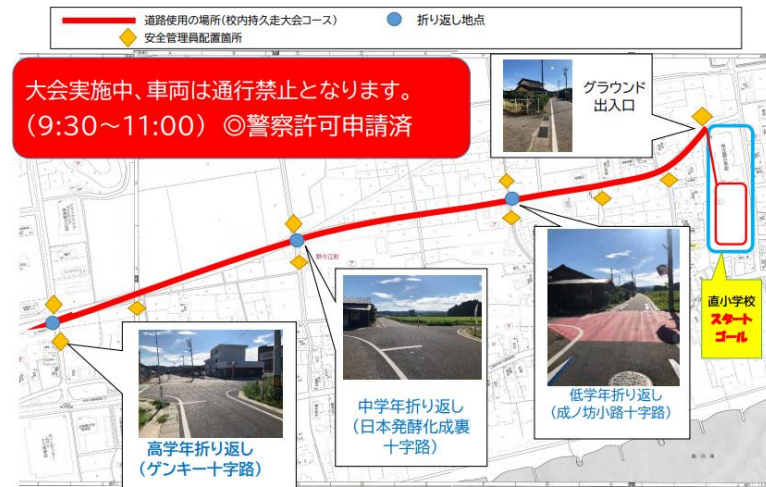 道路使用の場所(校内持久走大会コース)
折り返し地点
安全管理員配置箇所
大会実施中、車両は通行禁止となります。
(9:30~11:00) ◎警察許可申請済
グラウンド
出入口
野々江町
直小学校
スタート
ゴール
低学年折り返し
(成ノ坊小路十字路)
中学年折り返し
(日本発酵化成裏
十字路)
高学年折り返し
(ゲンキー十字路)